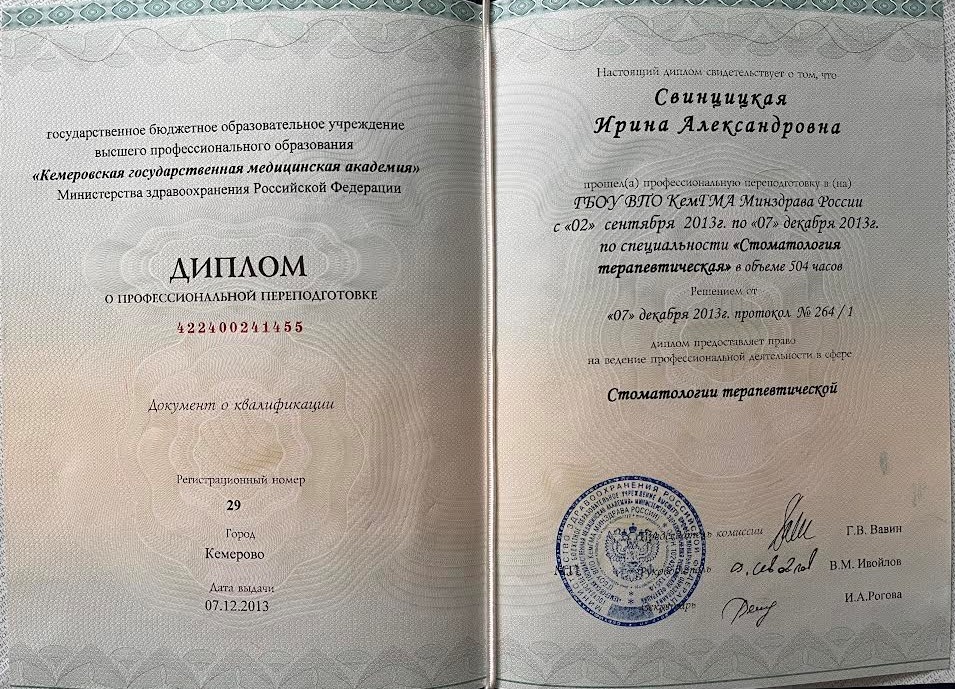 государственное бюджетное образовательное учреждение
высшего профессионального образования
«Кемеровская государственная медицинская академия»
Министерства здравоохранения Российской Федерации
ДИПЛОМ
О ПРОФЕССИОНАЛЬНОЙ ПЕРЕПОДГОТОВКЕ
422400241455
Документ о квалификации
Регистрационный номер
29
Город
Кемерово
Дата выдачи
07.12.2013
Настоящий диплом свидетельствует о том, что
Свинцицкая
Ирина Александровна
прошел(а) профессиональную переподготовку в (на)
ГБОУ ВПО КемГМА Минздрава России
с «02» сентября 2013г. по «07» декабря 2013г.
по специальности «Стоматология
терапевтическая» в объеме 504 часов
Решением от
«07» декабря 2013г. протокол № 264 / 1
диплом предоставляет право
на ведение профессиональной деятельности в сфере
Стоматологии терапевтической
Председатель комиссии Г.В. Вавин
Руководитель В.М. Ивойлов
Секретарь И.А.Рогова